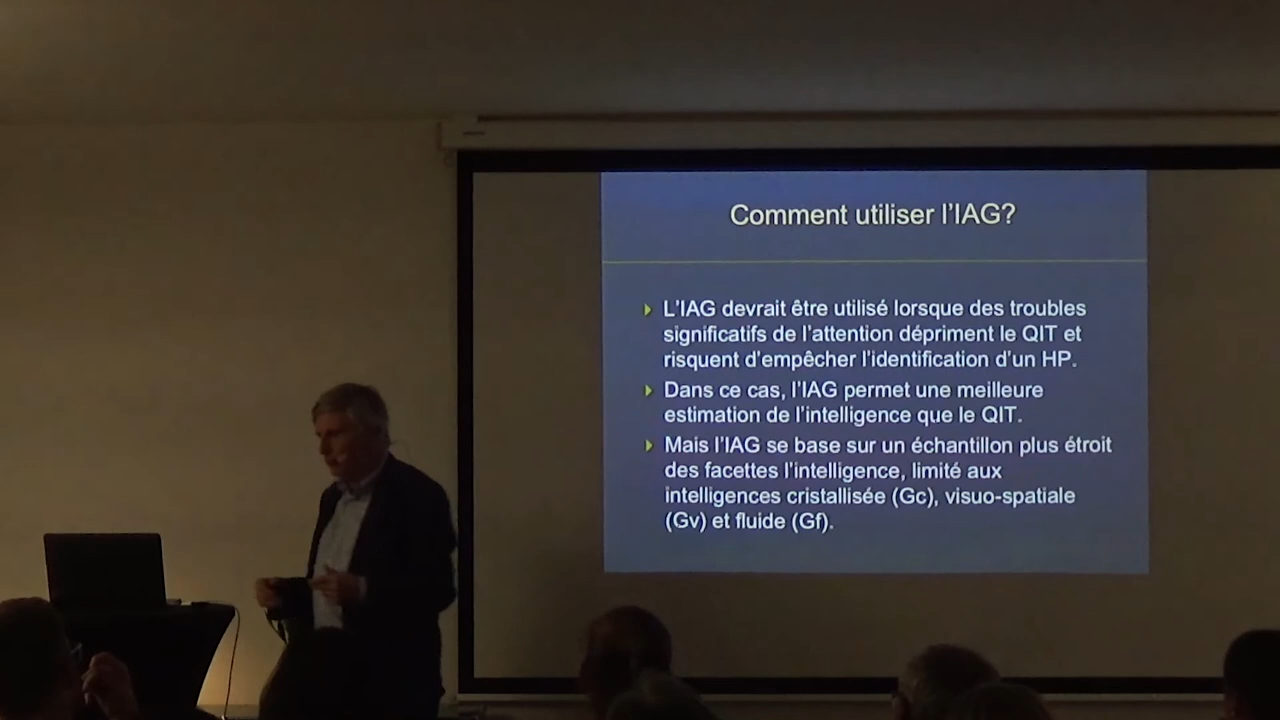 Comment utiliser l'IAG?
L'IAG devrait être utilisé lorsque des troubles
significatifs de l'attention dépriment le QIT et
risquent d'empêcher l'identification d'un HP.
Dans ce cas, l'IAG permet une meilleure
estimation de l'intelligence que le QIT.
Mais l'IAG se base sur un échantillon plus étroit
des facettes l'intelligence, limité aux
intelligences cristallisée (Gc), visuo-spatiale
(Gv) et fluide (Gf).